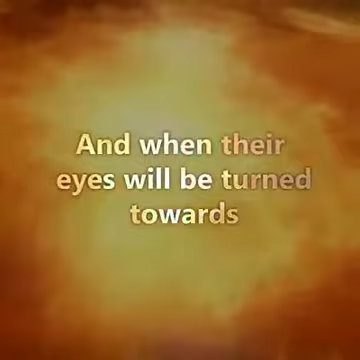 And when their
eyes will be turned
towards